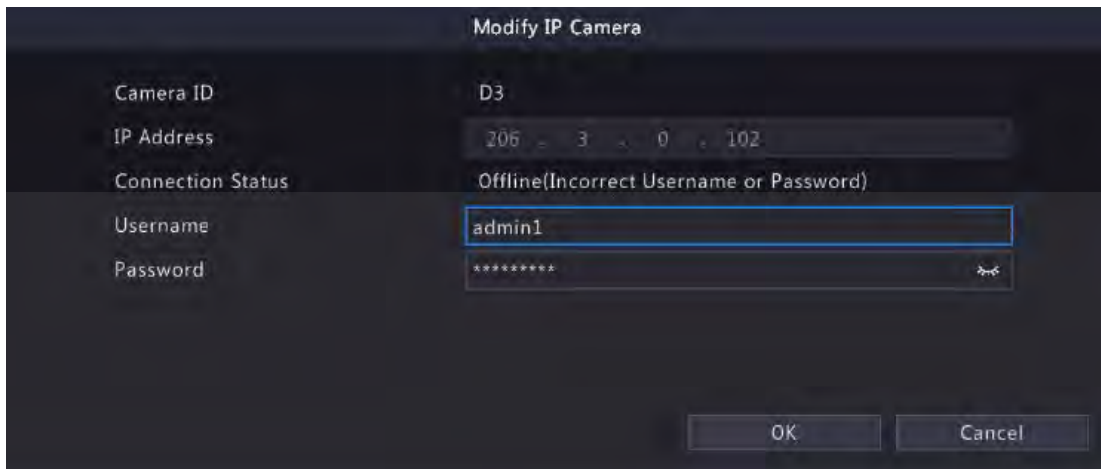 Modify IP Camera
Camera ID D3
IP Address 206 . 3 . 0 . 102
Connection Status Offline(Incorrect Username or Password)
Username admin1
Password *********
OK Cancel